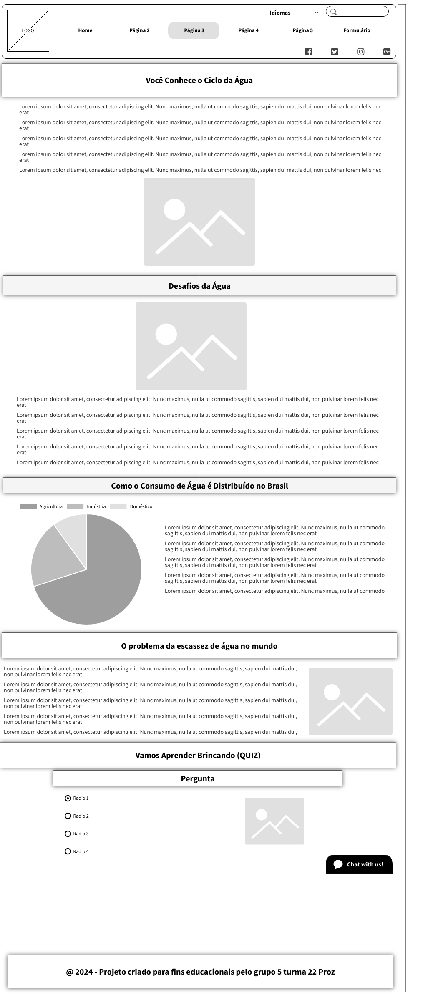 Idiomas
LOGO
Home
Página 2
Página 3
Página 4
Página 5
Formulário
Você Conhece o Ciclo da Água
Lorem ipsum dolor sit amet, consectetur adipiscing elit. Nunc maximus, nulla ut commodo sagittis, sapien dui mattis dui, non pulvinar lorem felis nec
erat
Lorem ipsum dolor sit amet, consectetur adipiscing elit. Nunc maximus, nulla ut commodo sagittis, sapien dui mattis dui, non pulvinar lorem felis nec
erat
Lorem ipsum dolor sit amet, consectetur adipiscing elit. Nunc maximus, nulla ut commodo sagittis, sapien dui mattis dui, non pulvinar lorem felis nec
erat
Lorem ipsum dolor sit amet, consectetur adipiscing elit. Nunc maximus, nulla ut commodo sagittis, sapien dui mattis dui, non pulvinar lorem felis nec
erat
Lorem ipsum dolor sit amet, consectetur adipiscing elit. Nunc maximus, nulla ut commodo sagittis, sapien dui mattis dui, non pulvinar lorem felis nec
Desafios da Água
Lorem ipsum dolor sit amet, consectetur adipiscing elit. Nunc maximus, nulla ut commodo sagittis, sapien dui mattis dui, non pulvinar lorem felis nec
erat
Lorem ipsum dolor sit amet, consectetur adipiscing elit. Nunc maximus, nulla ut commodo sagittis, sapien dui mattis dui, non pulvinar lorem felis nec
erat
Lorem ipsum dolor sit amet, consectetur adipiscing elit. Nunc maximus, nulla ut commodo sagittis, sapien dui mattis dui, non pulvinar lorem felis nec
erat
Lorem ipsum dolor sit amet, consectetur adipiscing elit. Nunc maximus, nulla ut commodo sagittis, sapien dui mattis dui, non pulvinar lorem felis nec
erat
Lorem ipsum dolor sit amet, consectetur adipiscing elit. Nunc maximus, nulla ut commodo sagittis, sapien dui mattis dui, non pulvinar lorem felis nec
Como o Consumo de Água é Distribuído no Brasil
Agricultura
Indústria
Doméstico
Lorem ipsum dolor sit amet, consectetur adipiscing elit. Nunc maximus, nulla ut commodo
sagittis, sapien dui mattis dui, non pulvinar lorem felis nec erat
Lorem ipsum dolor sit amet, consectetur adipiscing elit. Nunc maximus, nulla ut commodo
sagittis, sapien dui mattis dui, non pulvinar lorem felis nec erat
Lorem ipsum dolor sit amet, consectetur adipiscing elit. Nunc maximus, nulla ut commodo
sagittis, sapien dui mattis dui, non pulvinar lorem felis nec erat
Lorem ipsum dolor sit amet, consectetur adipiscing elit. Nunc maximus, nulla ut commodo
sagittis, sapien dui mattis dui, non pulvinar lorem felis nec erat
Lorem ipsum dolor sit amet, consectetur adipiscing elit. Nunc maximus, nulla ut commodo
O problema da escassez de água no mundo
Lorem ipsum dolor sit amet, consectetur adipiscing elit. Nunc maximus, nulla ut commodo sagittis, sapien dui mattis dui,
non pulvinar lorem felis nec erat
Lorem ipsum dolor sit amet, consectetur adipiscing elit. Nunc maximus, nulla ut commodo sagittis, sapien dui mattis dui,
non pulvinar lorem felis nec erat
Lorem ipsum dolor sit amet, consectetur adipiscing elit. Nunc maximus, nulla ut commodo sagittis, sapien dui mattis dui,
non pulvinar lorem felis nec erat
Lorem ipsum dolor sit amet, consectetur adipiscing elit. Nunc maximus, nulla ut commodo sagittis, sapien dui mattis dui,
non pulvinar lorem felis nec erat
Lorem ipsum dolor sit amet, consectetur adipiscing elit. Nunc maximus, nulla ut commodo sagittis, sapien dui mattis dui,
Vamos Aprender Brincando (QUIZ)
Pergunta
Radio 1
Radio 2
Radio 3
Radio 4
Chat with us!
@ 2024 - Projeto criado para fins educacionais pelo grupo 5 turma 22 Proz